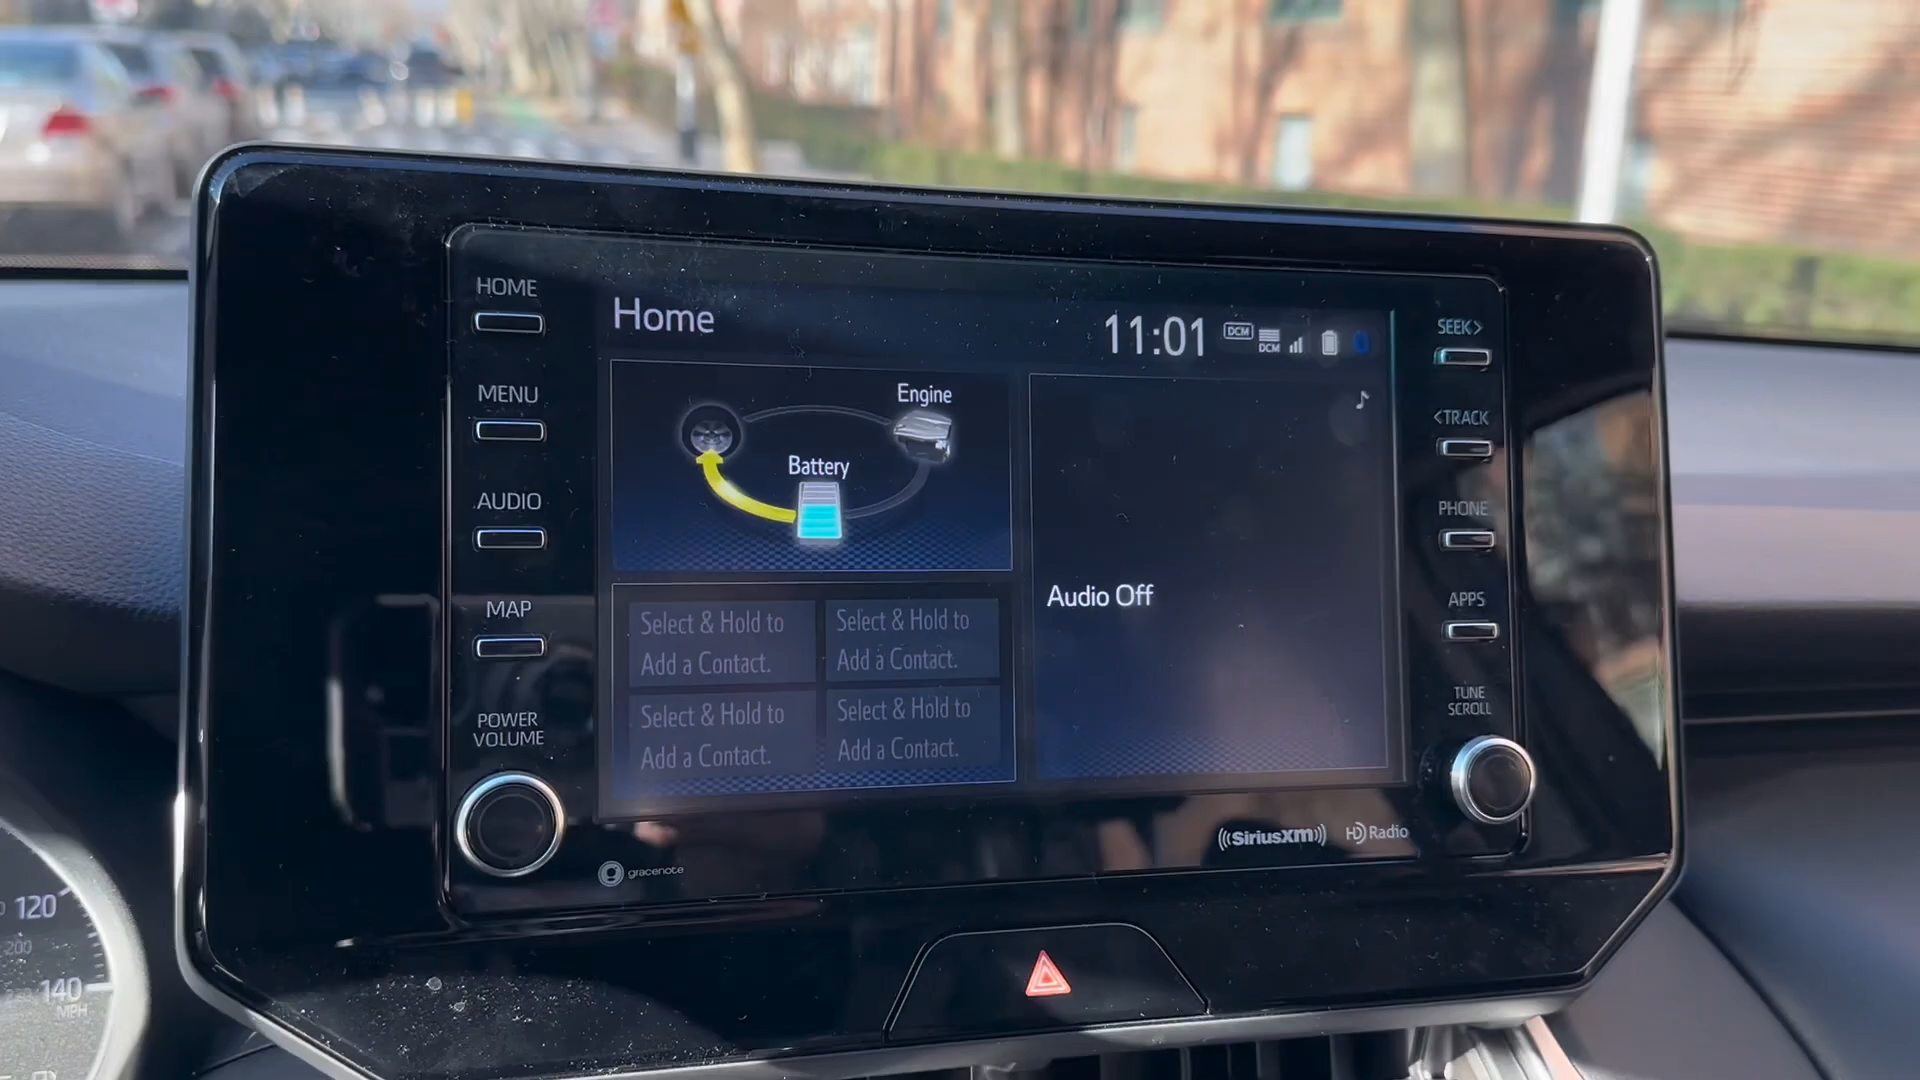 HOME
MENU
AUDIO
MAP
POWER
VOLUME
Home
11:01
DCM
DCM
Engine
Battery
Select & Hold to
Add a Contact.
Select & Hold to
Add a Contact.
Select & Hold to
Add a Contact.
Select & Hold to
Add a Contact.
Audio Off
SEEK>
<TRACK
PHONE
APPS
TUNE
SCROLL
gracenote
((SiriusXM))
HD Radio
120
200
140
MPH